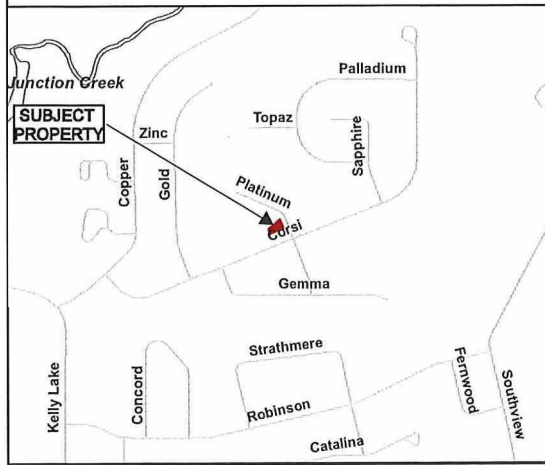 Junction Creek
SUBJECT
PROPERTY
Palladium
Topaz
Zinc
Sapphire
Copper
Gold
Platinum
Corsi
Gemma
Strathmere
Kelly Lake
Concord
Robinson
Fernwood
Southview
Catalina